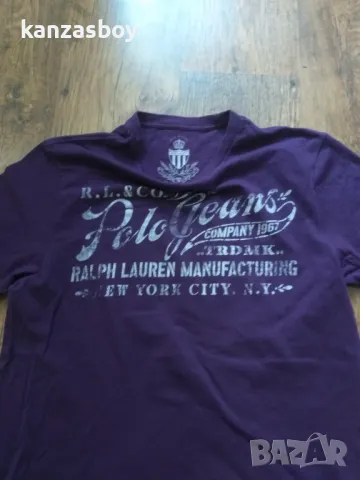 kanzasboy
R.L.&CO.
Polo Jeans
COMPANY 1967
..TRDMK..
RALPH LAUREN MANUFACTURING
NEW YORK CITY, N.Y.
BAZAR